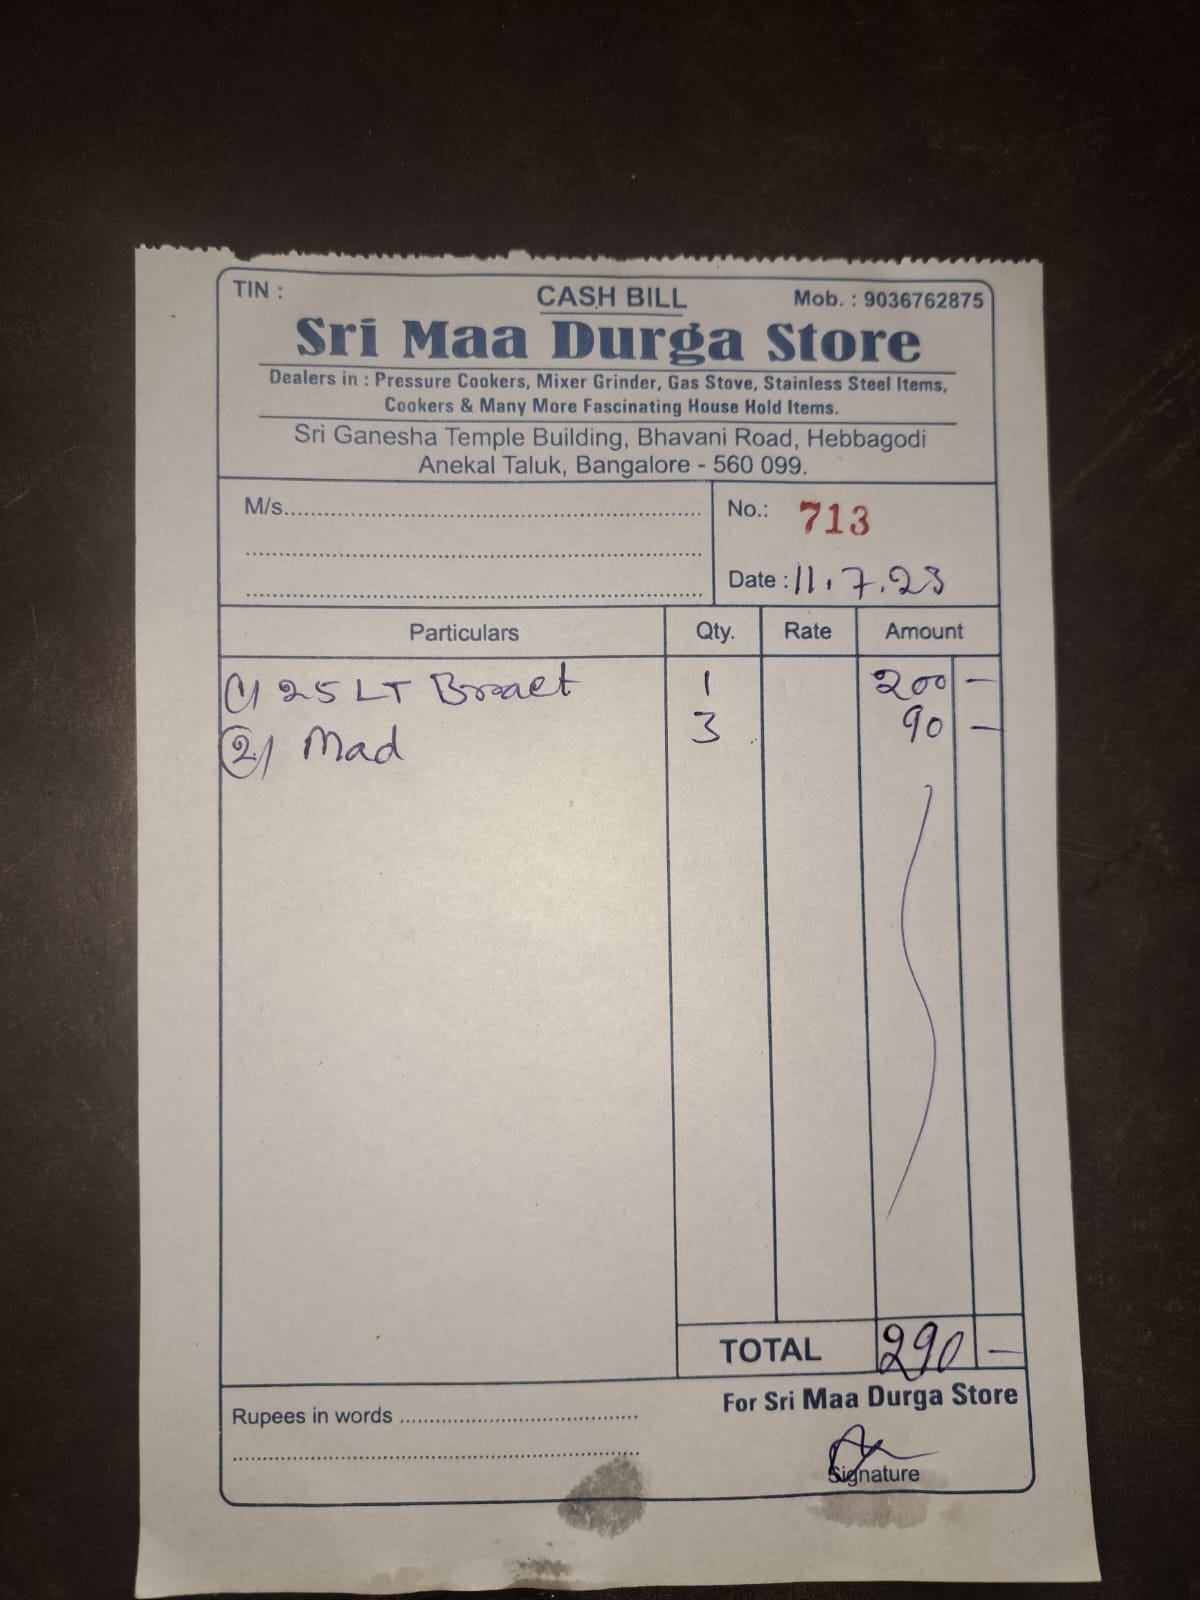 TIN :
CASH BILL
Mob. : 9036762875
Sri Maa Durga Store
Dealers in : Pressure Cookers, Mixer Grinder, Gas Stove, Stainless Steel Items,
Cookers & Many More Fascinating House Hold Items.
Sri Ganesha Temple Building, Bhavani Road, Hebbagodi
Anekal Taluk, Bangalore - 560 099.
M/s.
No.: 713
Date : 11.7.23
Particulars Qty. Rate Amount
25 LT 1 200 —
2) Mad 3 90 —
TOTAL 290 —
For Sri Maa Durga Store
Rupees in words
Signature